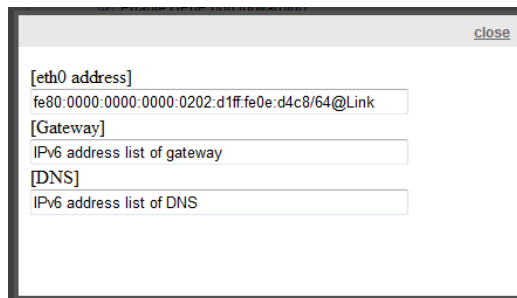 close
[eth0 address]
fe80:0000:0000:0000:0202:d1ff:fe0e:d4c8/64@Link
[Gateway]
IPv6 address list of gateway
[DNS]
IPv6 address list of DNS